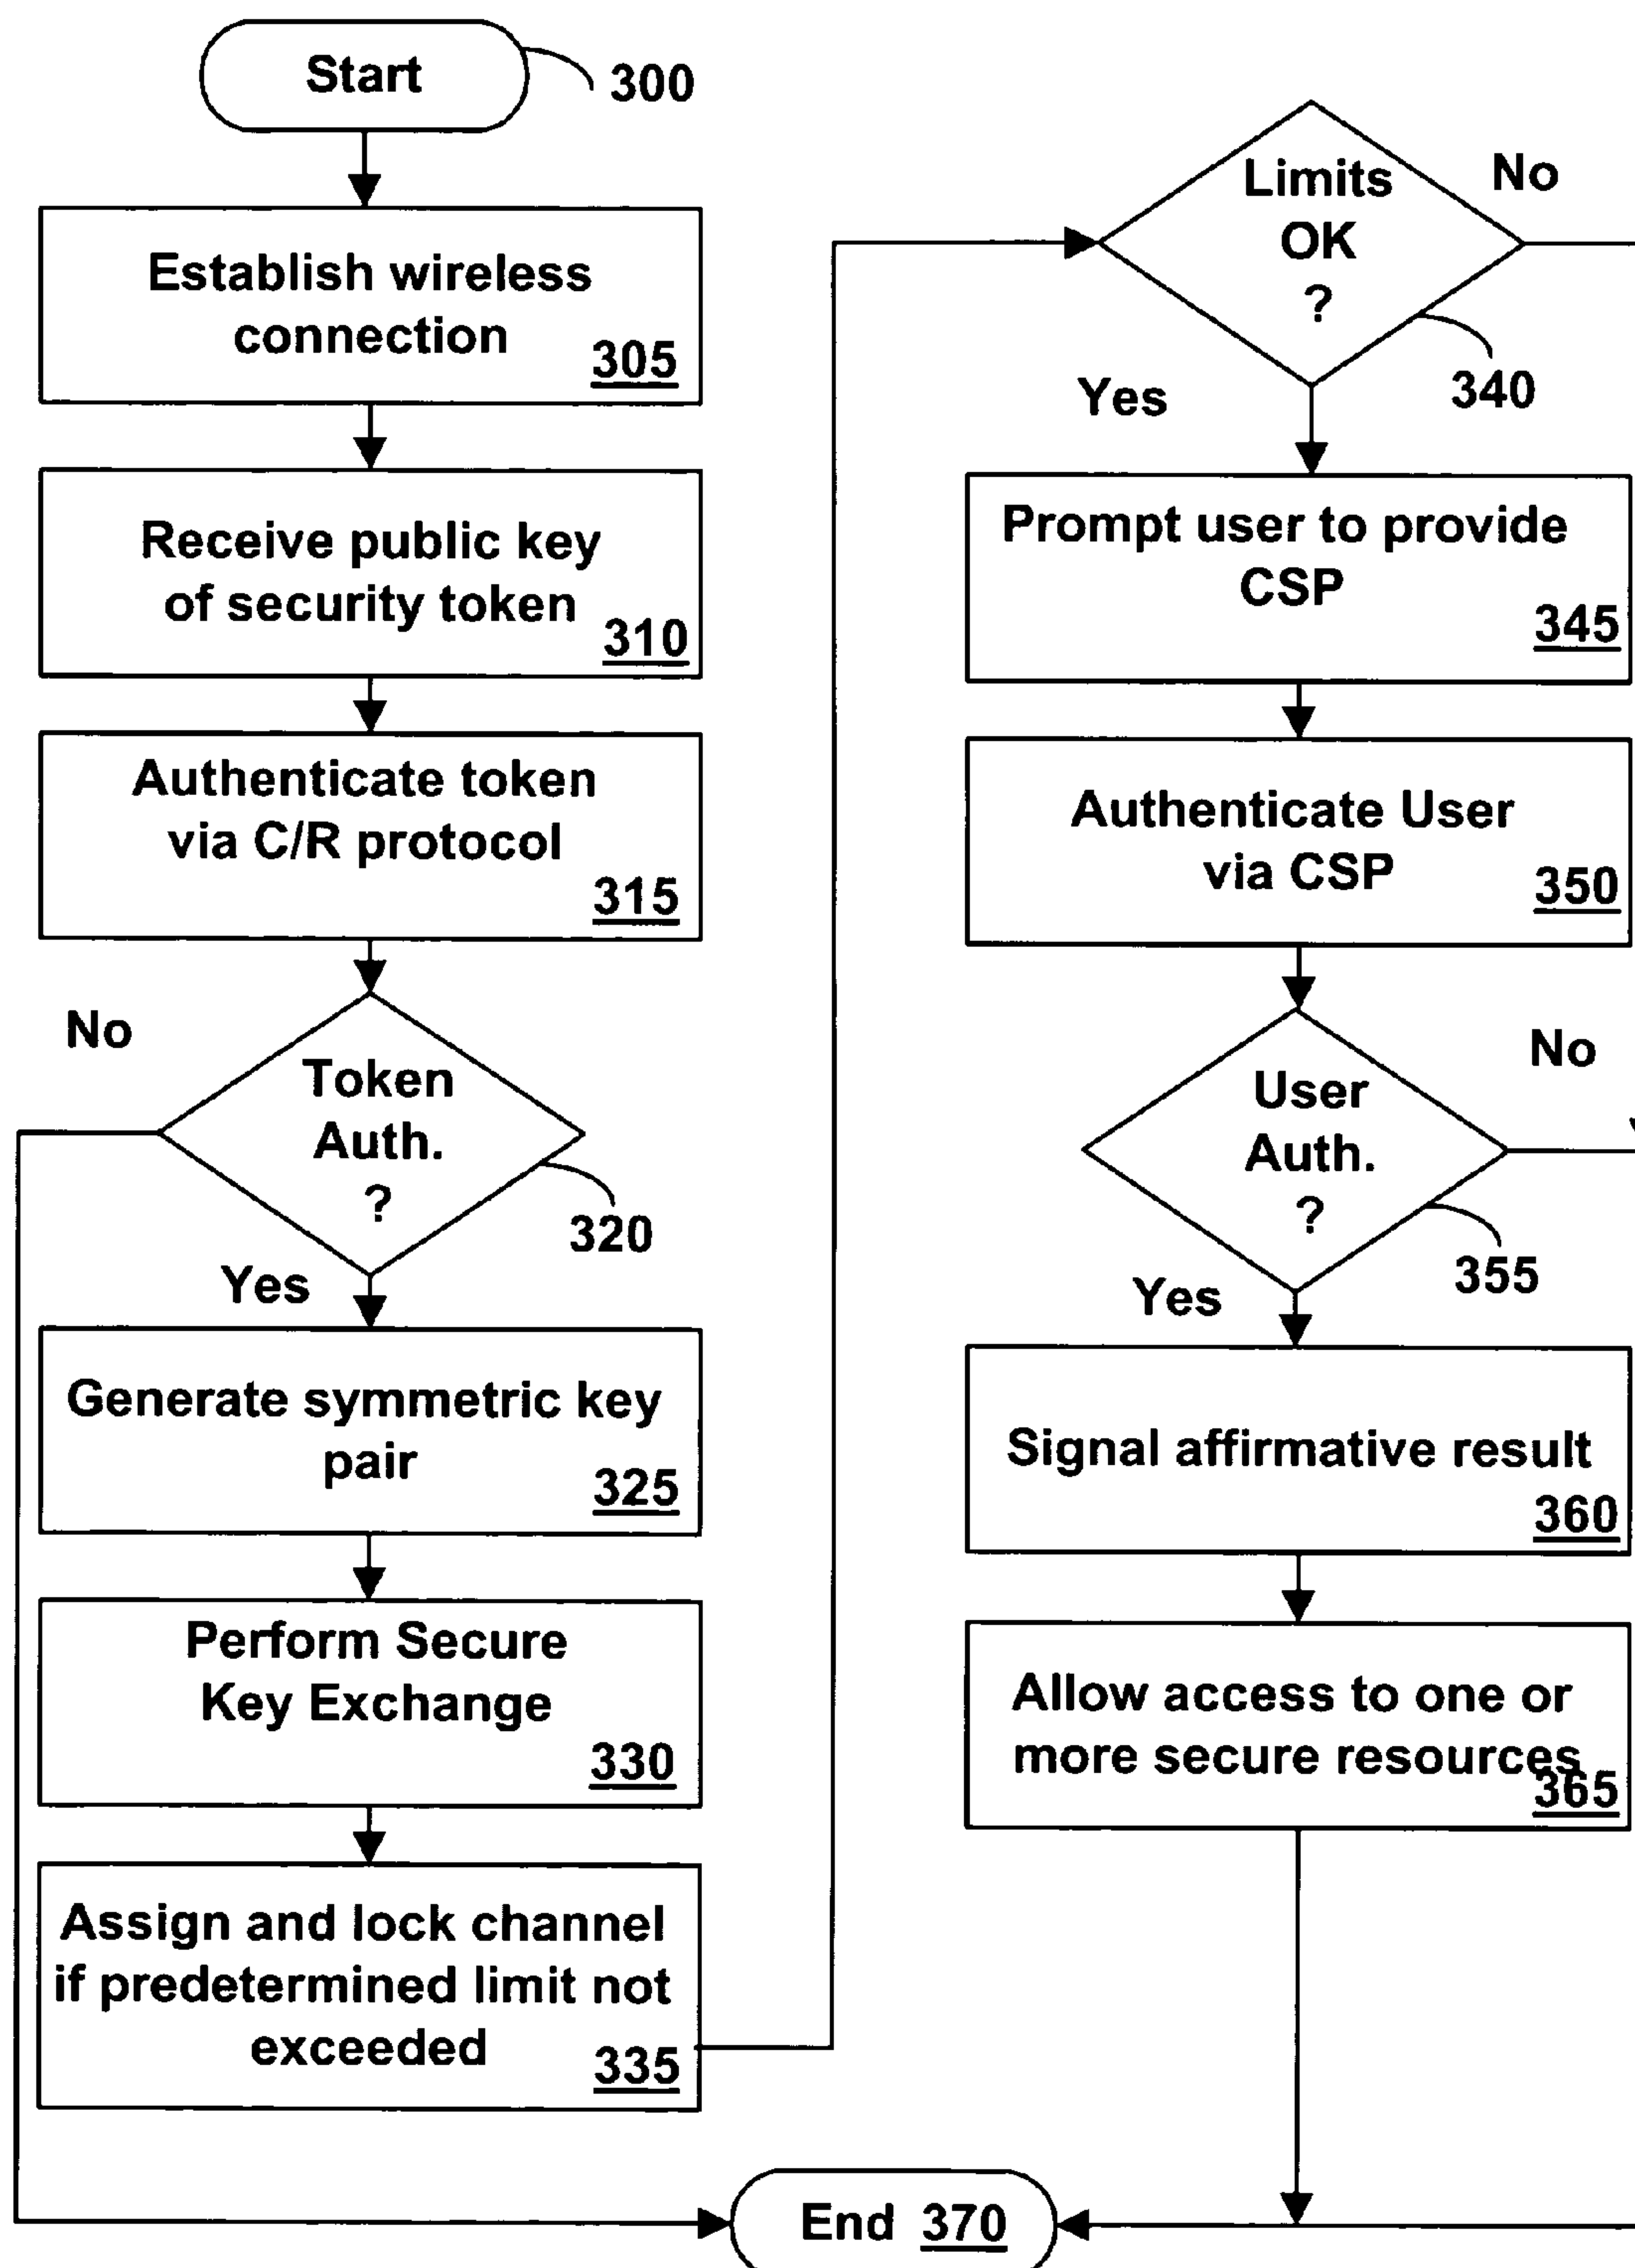 Start
300
Establish wireless
connection
305
Receive public key
of security token
310
Authenticate token
via C/R protocol
315
No
Token
Auth.
?
320
Yes
Generate symmetric key
pair
325
Perform Secure
Key Exchange
330
Assign and lock channel
if predetermined limit not
exceeded
335
Limits
OK
?
No
340
Yes
Prompt user to provide
CSP
345
Authenticate User
via CSP
350
User
Auth.
?
No
355
Yes
Signal affirmative result
360
Allow access to one or
more secure resources
365
End 370